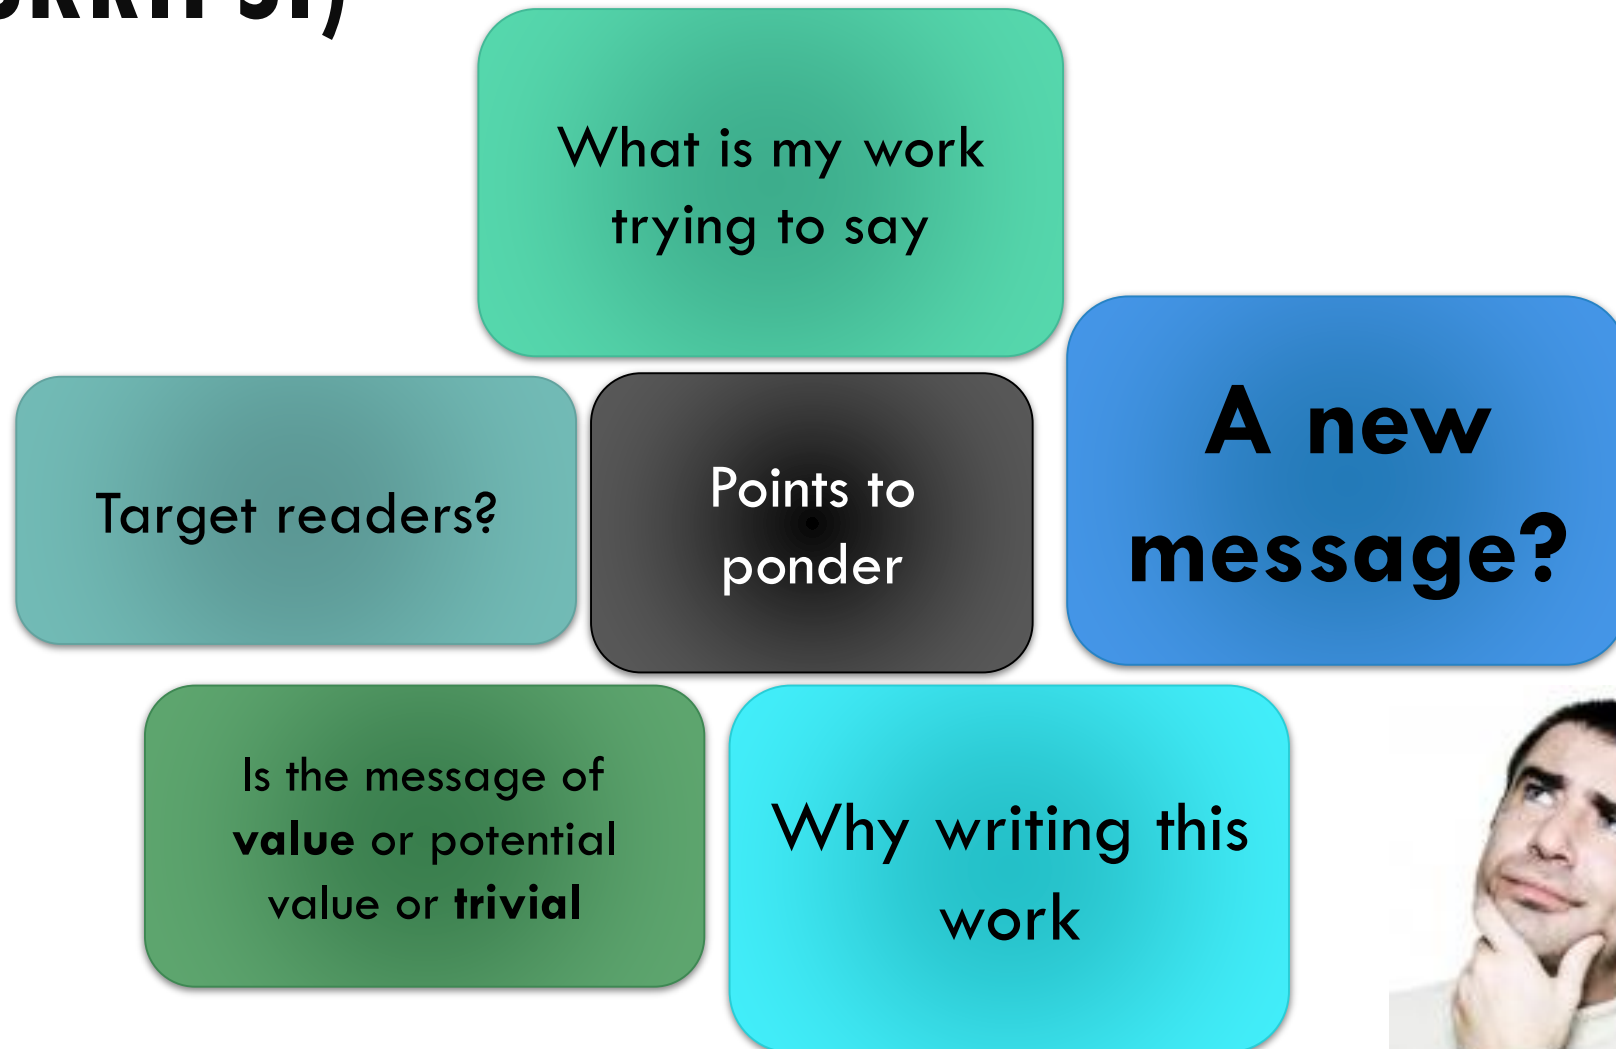 What is my work
trying to say
A new
message?
Target readers?
Points to
ponder
Is the message of
value or potential
value or trivial
Why writing this
work